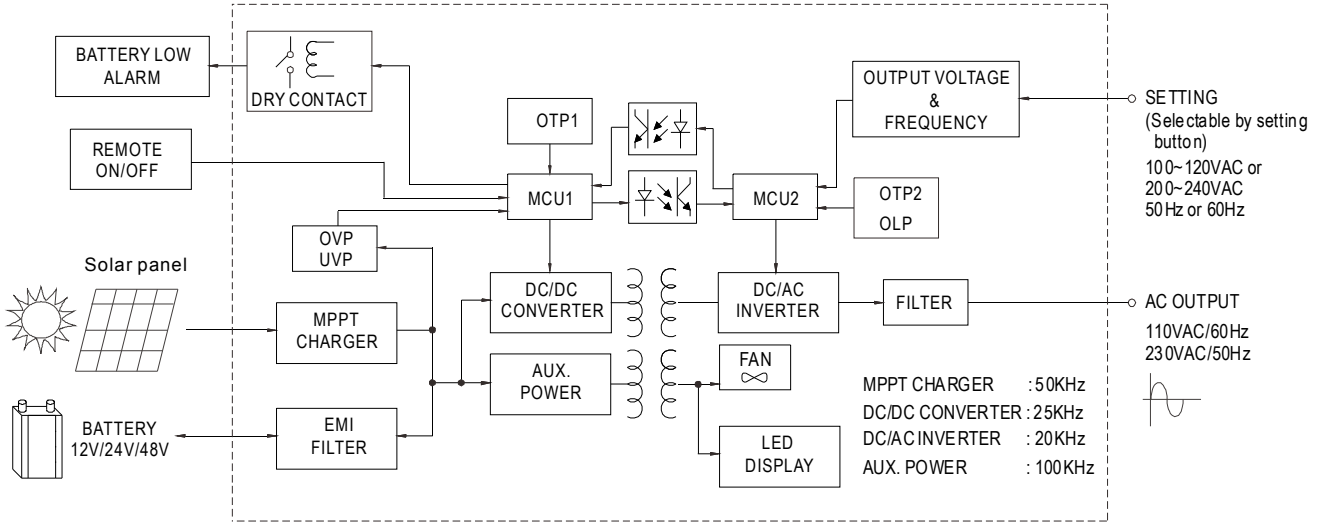 BATTERY LOW
ALARM
DRY CONTACT
REMOTE
ON/OFF
OTP1
MCU1
MCU2
OUTPUT VOLTAGE
&
FREQUENCY
SETTING
(Selectable by setting
button)
100~120VAC or
200~240VAC
50Hz or 60Hz
OTP2
OLP
OVP
UVP
Solar panel
MPPT
CHARGER
DC/DC
CONVERTER
DC/AC
INVERTER
FILTER
AC OUTPUT
110VAC/60Hz
230VAC/50Hz
AUX.
POWER
FAN
BATTERY
12V/24V/48V
EMI
FILTER
LED
DISPLAY
MPPT CHARGER : 50KHz
DC/DC CONVERTER : 25KHz
DC/AC INVERTER : 20KHz
AUX. POWER : 100KHz